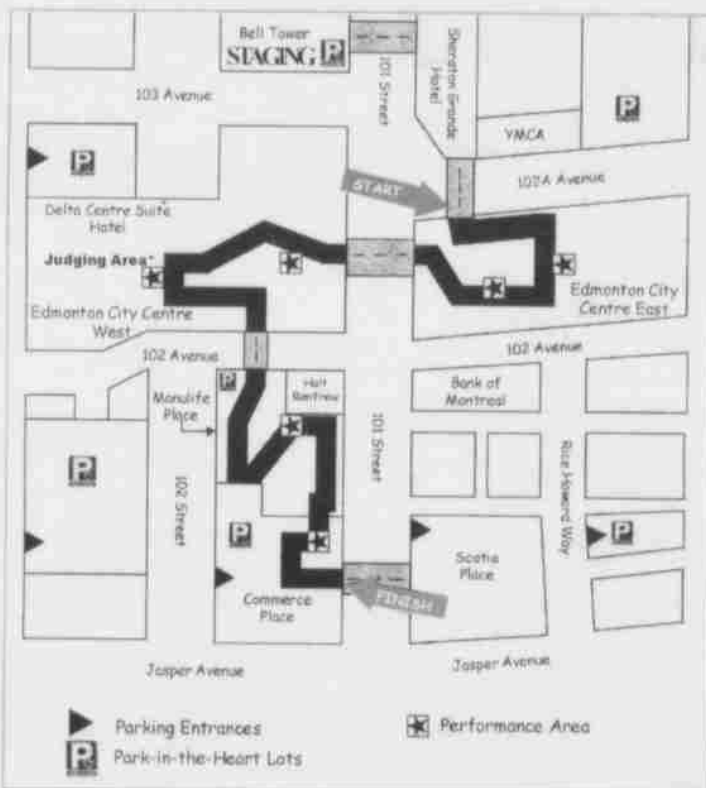 Bell Tower
STAGING P
103 Avenue
101 Street
Sheraton Grande
Hotel
P
YMCA
START
102A Avenue
P
Delta Centre Suite
Hotel
Judging Area
Edmonton City Centre
West
Edmonton City
Centre East
102 Avenue
102 Avenue
P
Manulife
Place
Holt
Renfrew
Bank of
Montreal
101 Street
P
102 Street
Rice Howard Way
P
Scotia
Place
P
Commerce
Place
FINISH
Jasper Avenue
Jasper Avenue
Parking Entrances
Performance Area
P Park-in-the-Heart Lots